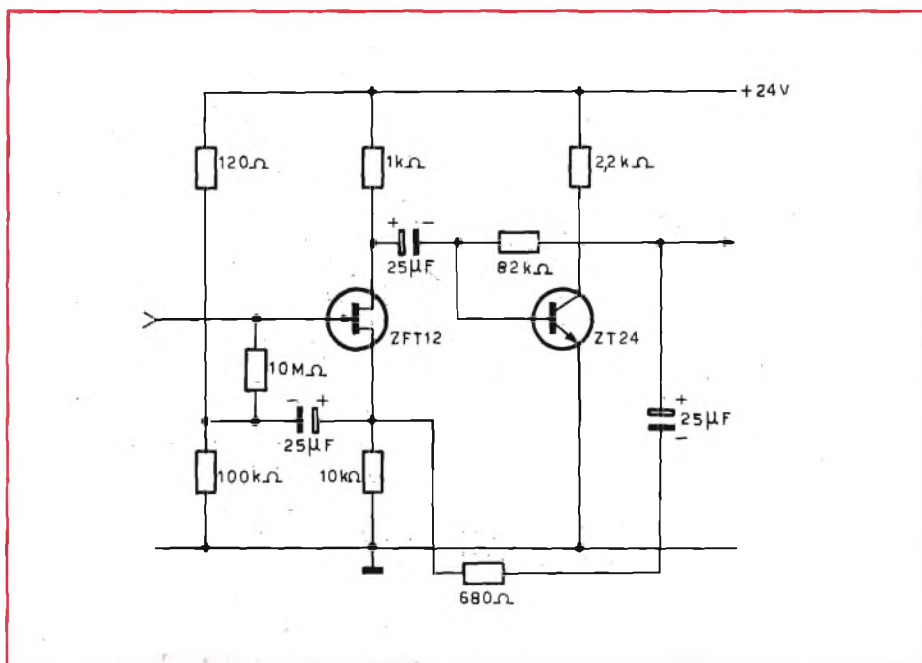 +24V
120Ω
1kΩ
2,2kΩ
+ -
25µF
82kΩ
ZFT12
ZT24
10MΩ
- +
25µF
+
25µF
-
100kΩ
10kΩ
680Ω